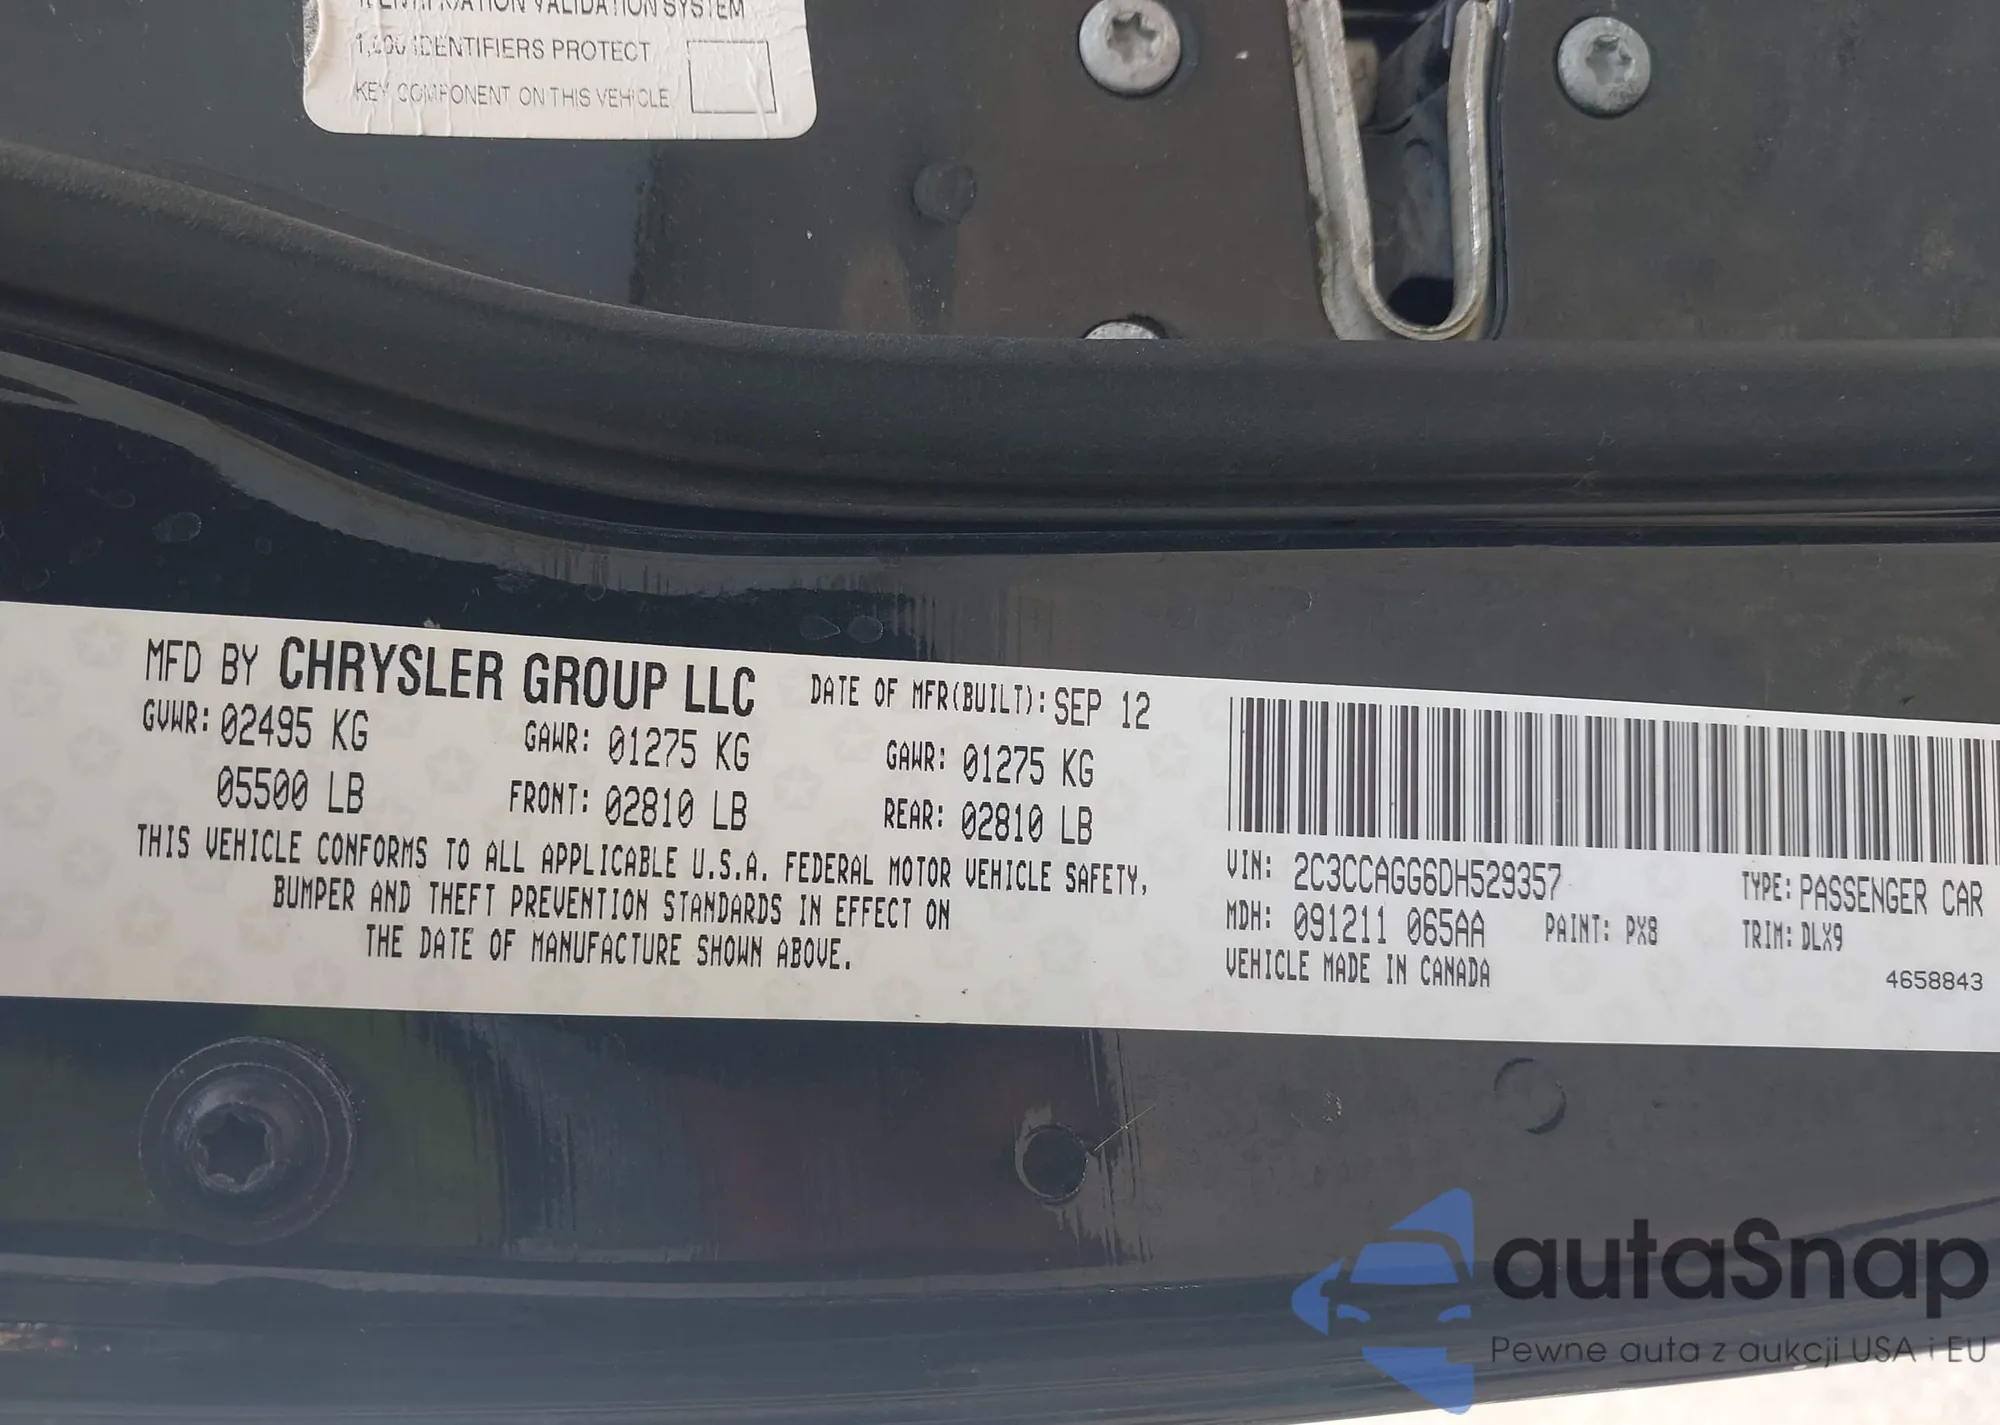 IDENTIFICATION VALIDATION SYSTEM
IDENTIFIERS PROTECT
KEY COMPONENT ON THIS VEHICLE
MFD BY CHRYSLER GROUP LLC DATE OF MFR(BUILT): SEP 12
GVWR: 02495 KG GAWR: 01275 KG GAWR: 01275 KG
05500 LB FRONT: 02810 LB REAR: 02810 LB
THIS VEHICLE CONFORMS TO ALL APPLICABLE U.S.A. FEDERAL MOTOR VEHICLE SAFETY,
BUMPER AND THEFT PREVENTION STANDARDS IN EFFECT ON
THE DATE OF MANUFACTURE SHOWN ABOVE.
VIN: 2C3CCAGG6DH529357 TYPE: PASSENGER CAR
MDH: 091211 065AA PAINT: PX8 TRIM: DLX9
VEHICLE MADE IN CANADA
4658843
autaSnap
Pewne auta z aukcji USA i EU